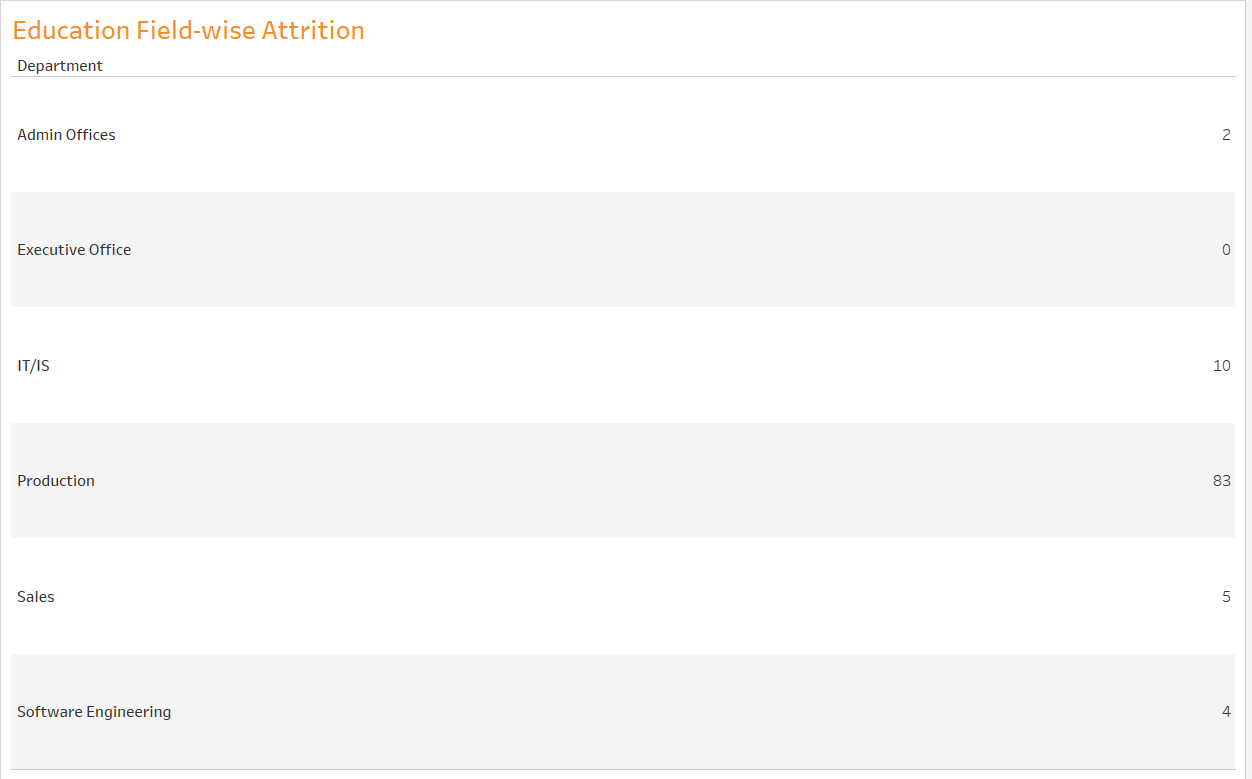 Education Field-wise Attrition
Department
Admin Offices 2
Executive Office 0
IT/IS 10
Production 83
Sales 5
Software Engineering 4